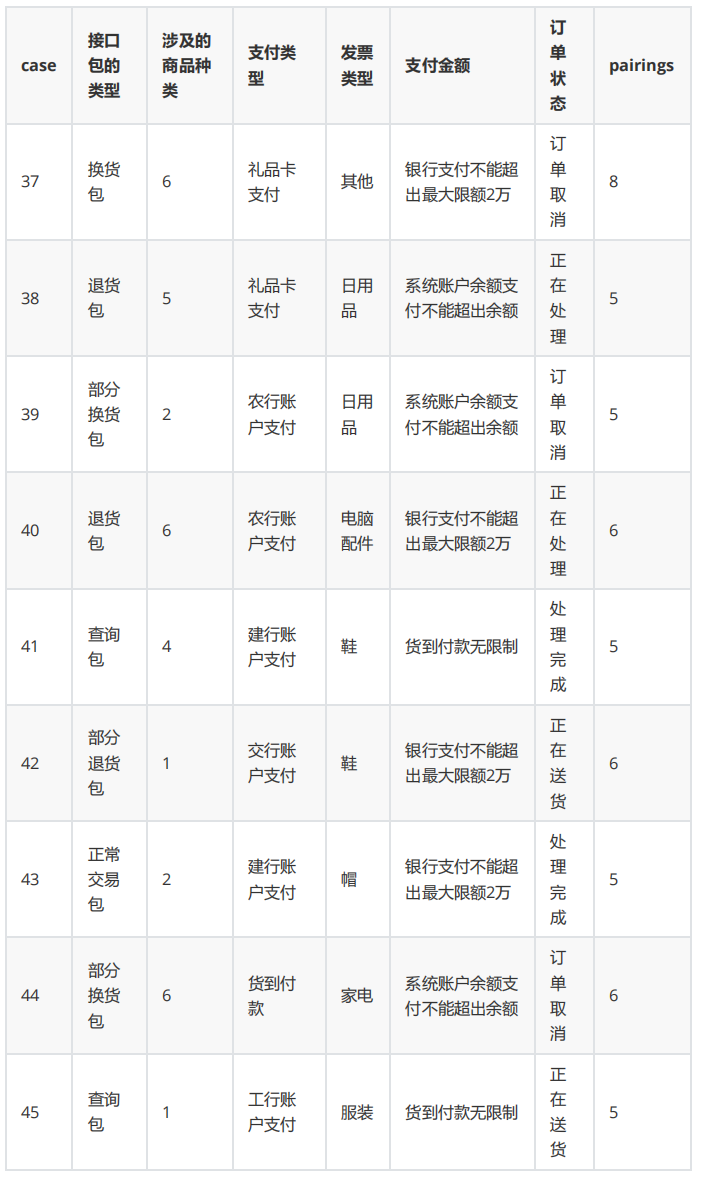 case 接口包的类型 涉及的商品种类 支付类型 发票类型 支付金额 订单状态 pairings
37 换货包 6 礼品卡支付 其他 银行支付不能超出最大限额2万 订单取消 8
38 退货包 5 礼品卡支付 日用品 系统账户余额支付不能超出余额 正在处理 5
39 部分换货包 2 农行账户支付 日用品 系统账户余额支付不能超出余额 订单取消 5
40 退货包 6 农行账户支付 电脑配件 银行支付不能超出最大限额2万 正在处理 6
41 查询包 4 建行账户支付 鞋 货到付款无限制 处理完成 5
42 部分退货包 1 交行账户支付 鞋 银行支付不能超出最大限额2万 正在送货 6
43 正常交易包 2 建行账户支付 帽 银行支付不能超出最大限额2万 处理完成 5
44 部分换货包 6 货到付款 家电 系统账户余额支付不能超出余额 订单取消 6
45 查询包 1 工行账户支付 服装 货到付款无限制 正在送货 5